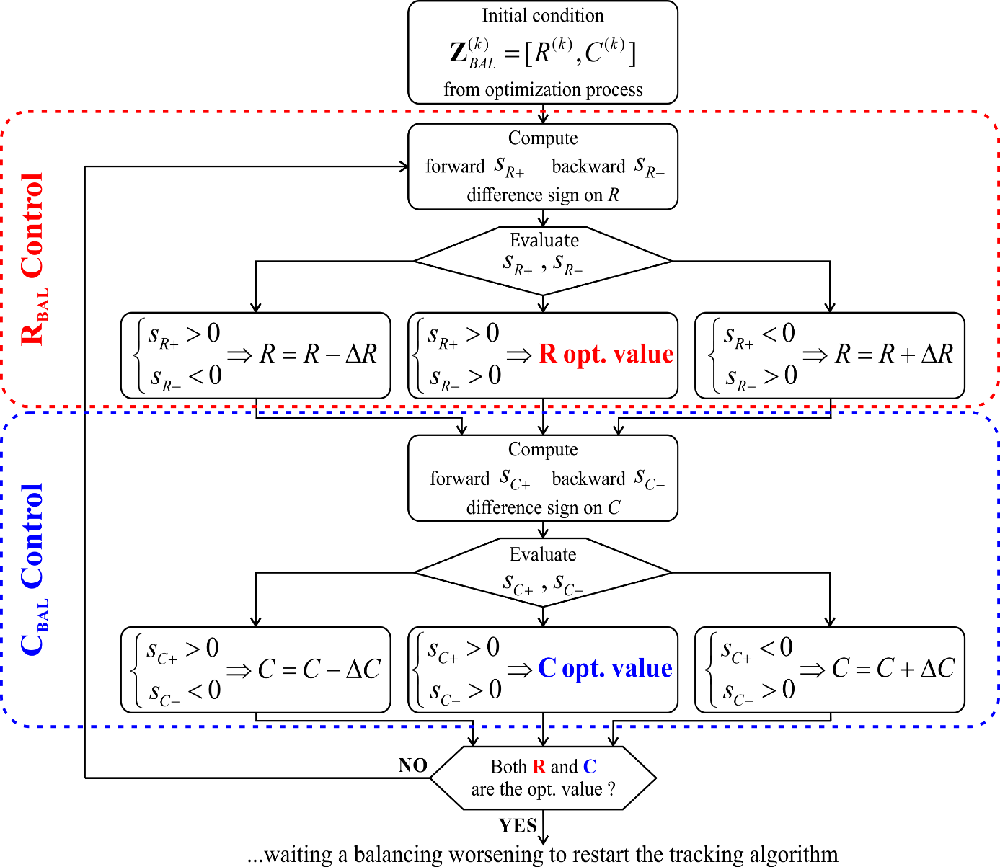 Initial condition
Z_BAL^(k) = [R^(k), C^(k)]
from optimization process
R_BAL Control
Compute
forward s_R+ backward s_R−
difference sign on R
Evaluate
s_R+ , s_R−
{ s_R+ > 0
s_R− < 0 ⇒ R = R − ΔR
{ s_R+ > 0
s_R− > 0 ⇒ R opt. value
{ s_R+ < 0
s_R− > 0 ⇒ R = R + ΔR
C_BAL Control
Compute
forward s_C+ backward s_C−
difference sign on C
Evaluate
s_C+ , s_C−
{ s_C+ > 0
s_C− < 0 ⇒ C = C − ΔC
{ s_C+ > 0
s_C− > 0 ⇒ C opt. value
{ s_C+ < 0
s_C− > 0 ⇒ C = C + ΔC
Both R and C
are the opt. value ?
NO
YES
...waiting a balancing worsening to restart the tracking algorithm